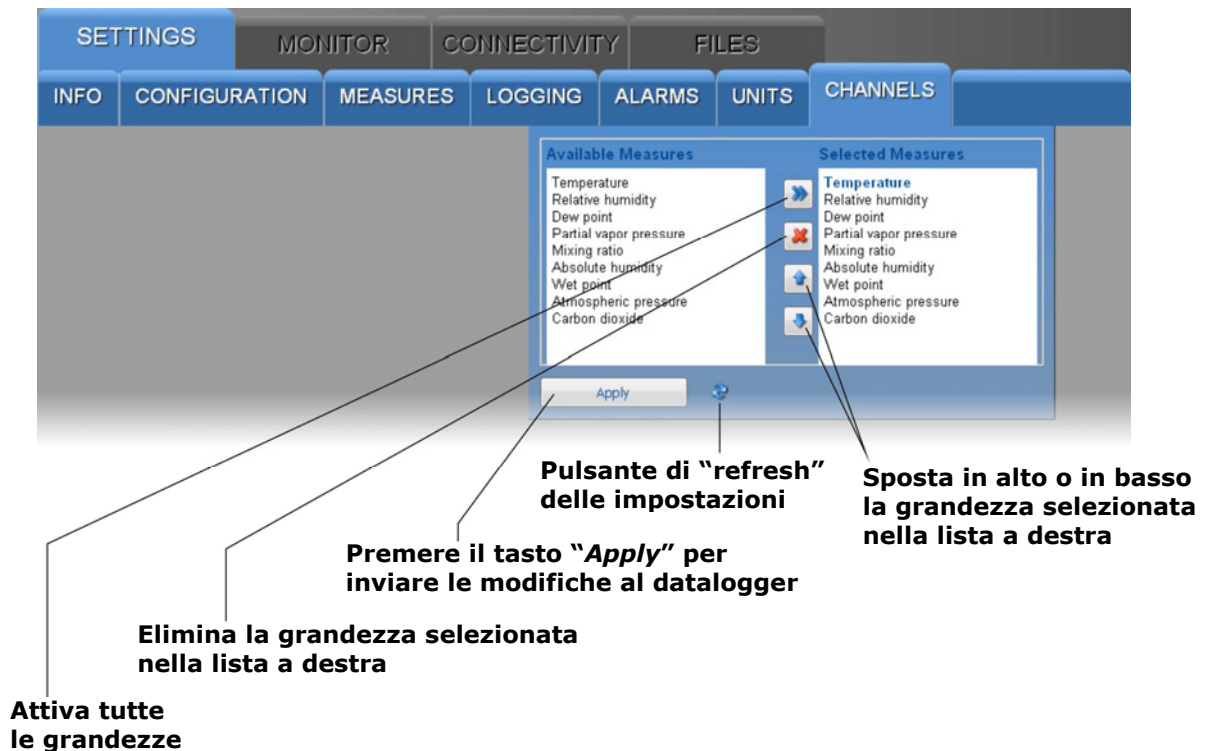 SETTINGS MONITOR CONNECTIVITY FILES
INFO CONFIGURATION MEASURES LOGGING ALARMS UNITS CHANNELS
Available Measures
Temperature
Relative humidity
Dew point
Partial vapor pressure
Mixing ratio
Absolute humidity
Wet point
Atmospheric pressure
Carbon dioxide
Selected Measures
Temperature
Relative humidity
Dew point
Partial vapor pressure
Mixing ratio
Absolute humidity
Wet point
Atmospheric pressure
Carbon dioxide
Apply
Pulsante di “refresh”
delle impostazioni
Sposta in alto o in basso
la grandezza selezionata
nella lista a destra
Premere il tasto “Apply” per
inviare le modifiche al datalogger
Elimina la grandezza selezionata
nella lista a destra
Attiva tutte
le grandezze